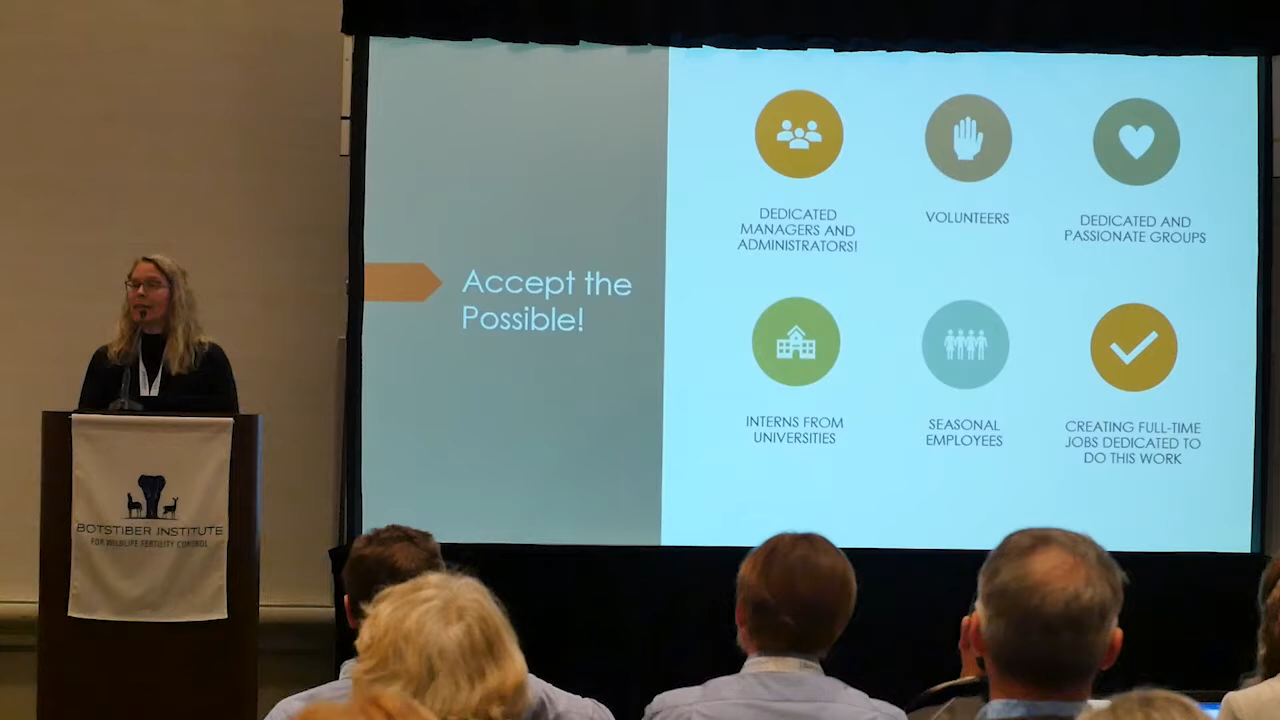 Accept the
Possible!
DEDICATED
MANAGERS AND
ADMINISTRATORS!
VOLUNTEERS
DEDICATED AND
PASSIONATE GROUPS
INTERNS FROM
UNIVERSITIES
SEASONAL
EMPLOYEES
CREATING FULL-TIME
JOBS DEDICATED TO
DO THIS WORK
BOTSTIBER INSTITUTE
FOR WILDLIFE FERTILITY CONTROL